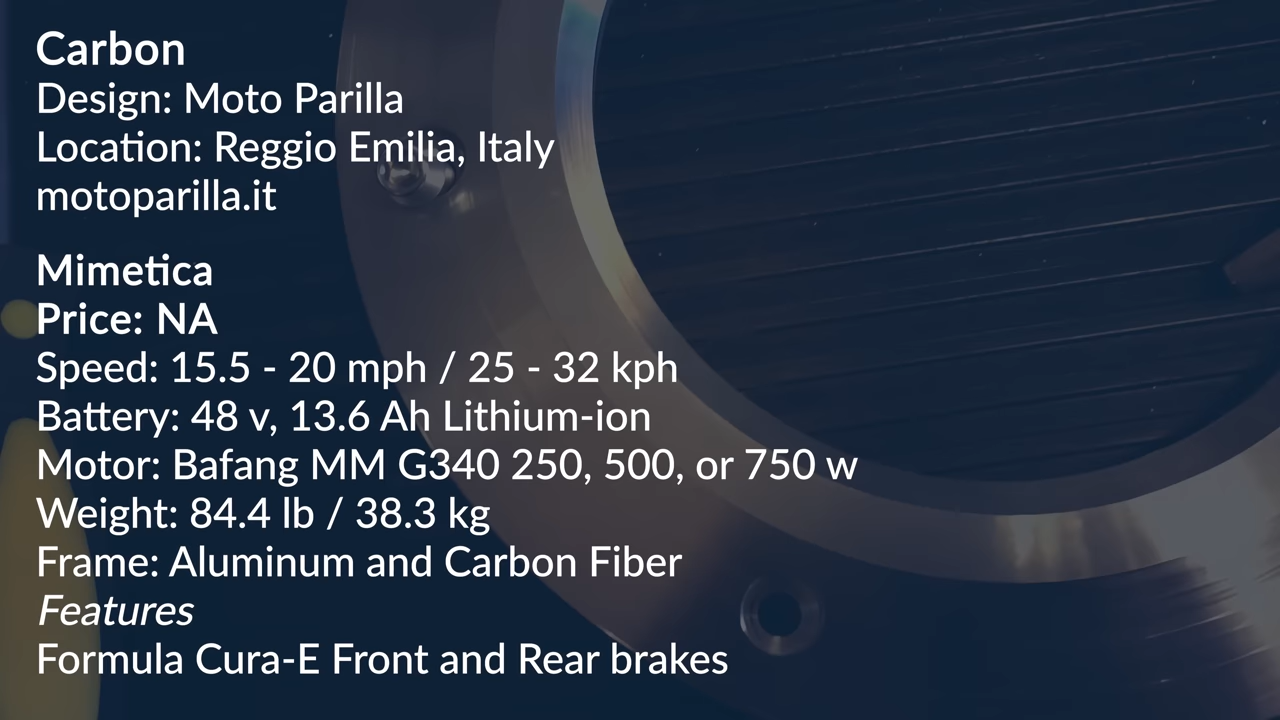 Carbon
Design: Moto Parilla
Location: Reggio Emilia, Italy
motoparilla.it
Mimetica
Price: NA
Speed: 15.5 - 20 mph / 25 - 32 kph
Battery: 48 v, 13.6 Ah Lithium-ion
Motor: Bafang MM G340 250, 500, or 750 w
Weight: 84.4 lb / 38.3 kg
Frame: Aluminum and Carbon Fiber
Features
Formula Cura-E Front and Rear brakes